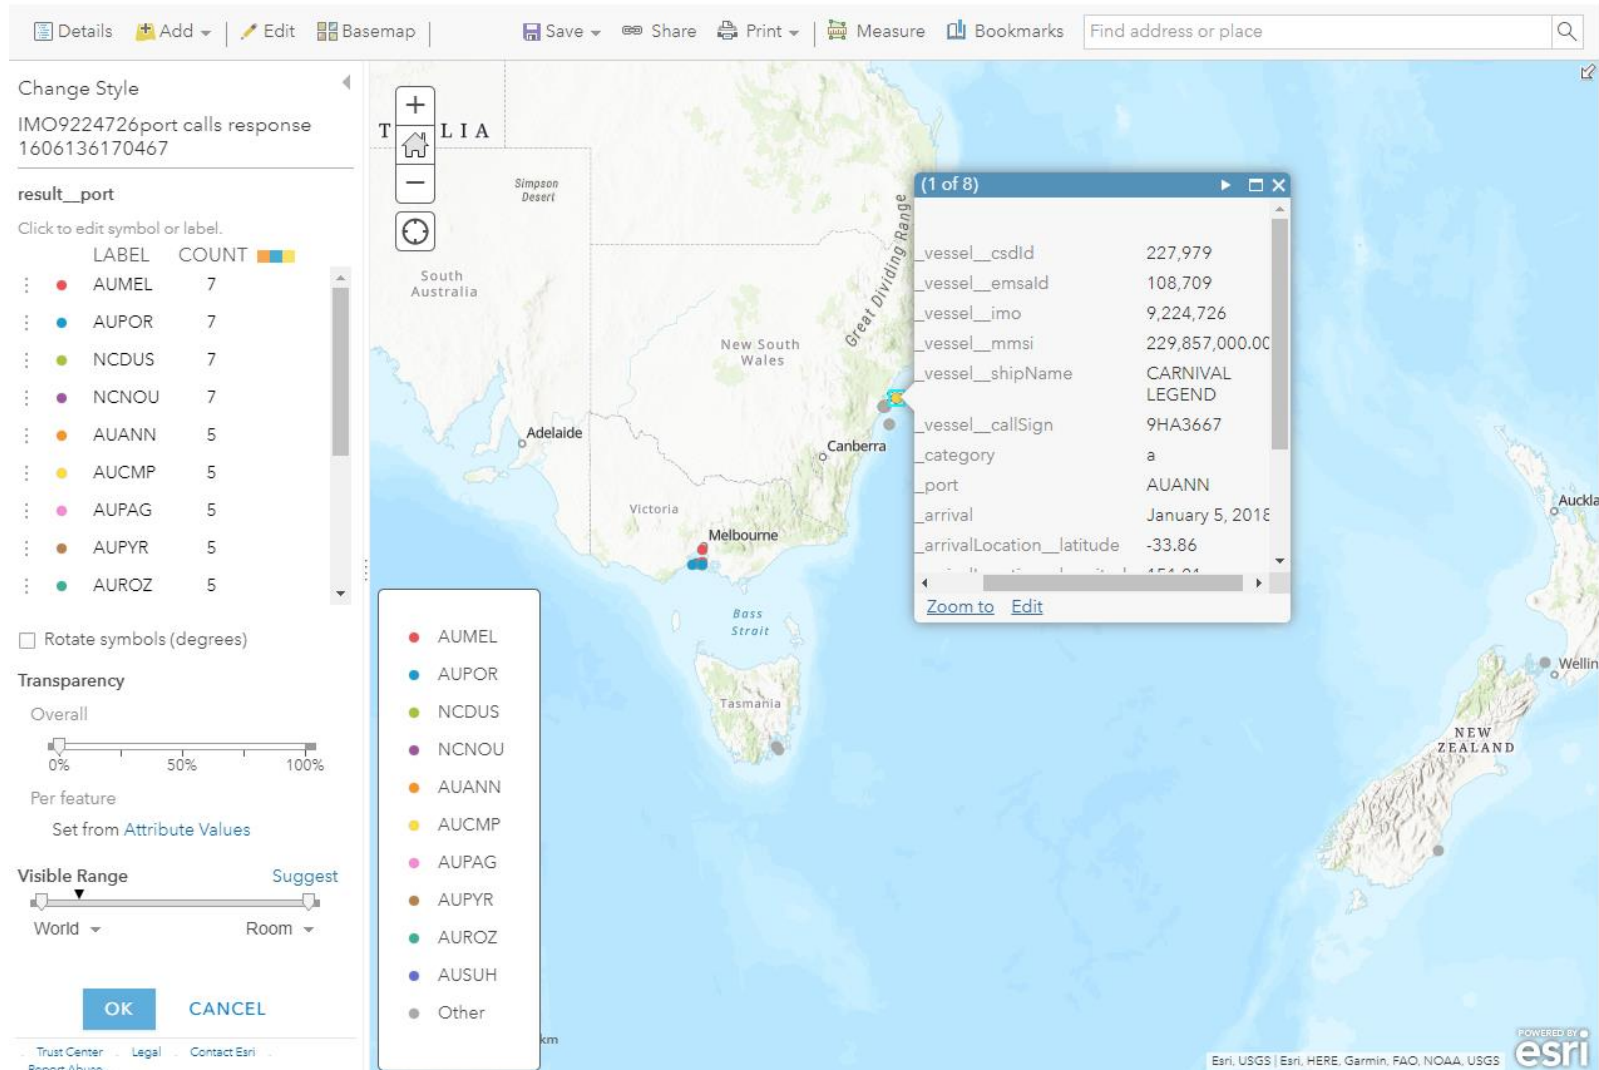 Details Add Edit Basemap Save Share Print Measure Bookmarks Find address or place
Change Style
IMO9224726port calls response
1606136170467
result__port
Click to edit symbol or label.
LABEL COUNT
AUMEL 7
AUPOR 7
NCDUS 7
NCNOU 7
AUANN 5
AUCMP 5
AUPAG 5
AUPYR 5
AUROZ 5
Rotate symbols (degrees)
Transparency
Overall
0% 50% 100%
Per feature
Set from Attribute Values
Visible Range Suggest
World Room
OK CANCEL
Trust Center Legal Contact Esri
Report Abuse
T LIA
Simpson
Desert
South
Australia
Great Dividing Range
New South
Wales
Adelaide
Canberra
Victoria
Melbourne
Bass
Strait
Tasmania
Auckla
Wellin
NEW
ZEALAND
(1 of 8)
_vessel__csdId 227,979
_vessel__emsaId 108,709
_vessel__imo 9,224,726
_vessel__mmsi 229,857,000.00
_vessel__shipName CARNIVAL
LEGEND
_vessel__callSign 9HA3667
_category a
_port AUANN
_arrival January 5, 2018
_arrivalLocation__latitude -33.86
Zoom to Edit
AUMEL
AUPOR
NCDUS
NCNOU
AUANN
AUCMP
AUPAG
AUPYR
AUROZ
AUSUH
Other
km
POWERED BY
esri
Esri, USGS | Esri, HERE, Garmin, FAO, NOAA, USGS